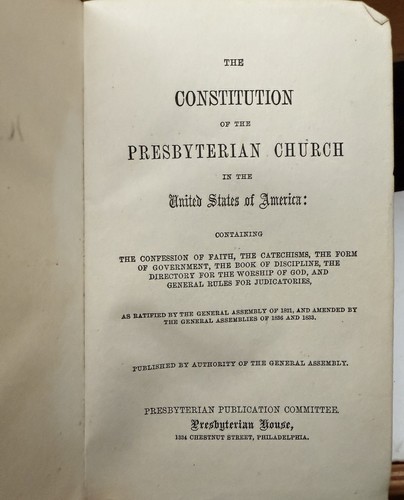 THE
CONSTITUTION
OF THE
PRESBYTERIAN CHURCH
IN THE
United States of America:
CONTAINING
THE CONFESSION OF FAITH, THE CATECHISMS, THE FORM
OF GOVERNMENT, THE BOOK OF DISCIPLINE, THE
DIRECTORY FOR THE WORSHIP OF GOD, AND
GENERAL RULES FOR JUDICATORIES,
AS RATIFIED BY THE GENERAL ASSEMBLY OF 1821, AND AMENDED BY
THE GENERAL ASSEMBLIES OF 1826 AND 1833.
PUBLISHED BY AUTHORITY OF THE GENERAL ASSEMBLY.
PRESBYTERIAN PUBLICATION COMMITTEE.
Presbyterian House,
1334 CHESTNUT STREET, PHILADELPHIA.